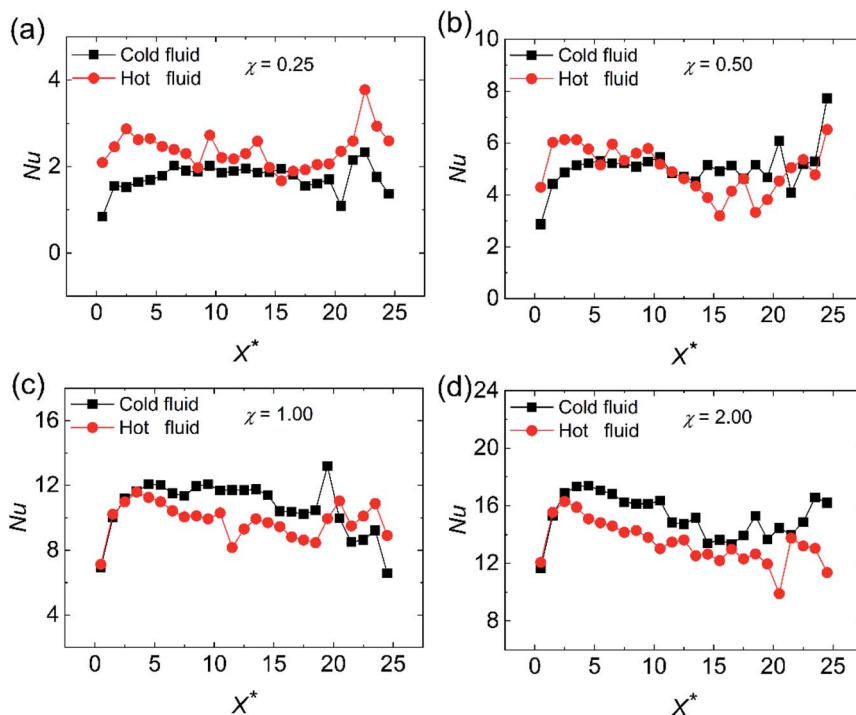 (a)
Cold fluid
Hot fluid
χ = 0.25
4
2
0
Nu
0 5 10 15 20 25
X*
(b)
Cold fluid
Hot fluid
χ = 0.50
10
8
6
4
2
0
Nu
0 5 10 15 20 25
X*
(c)
Cold fluid
Hot fluid
χ = 1.00
16
12
8
4
Nu
0 5 10 15 20 25
X*
(d)
Cold fluid
Hot fluid
χ = 2.00
24
20
16
12
8
Nu
0 5 10 15 20 25
X*